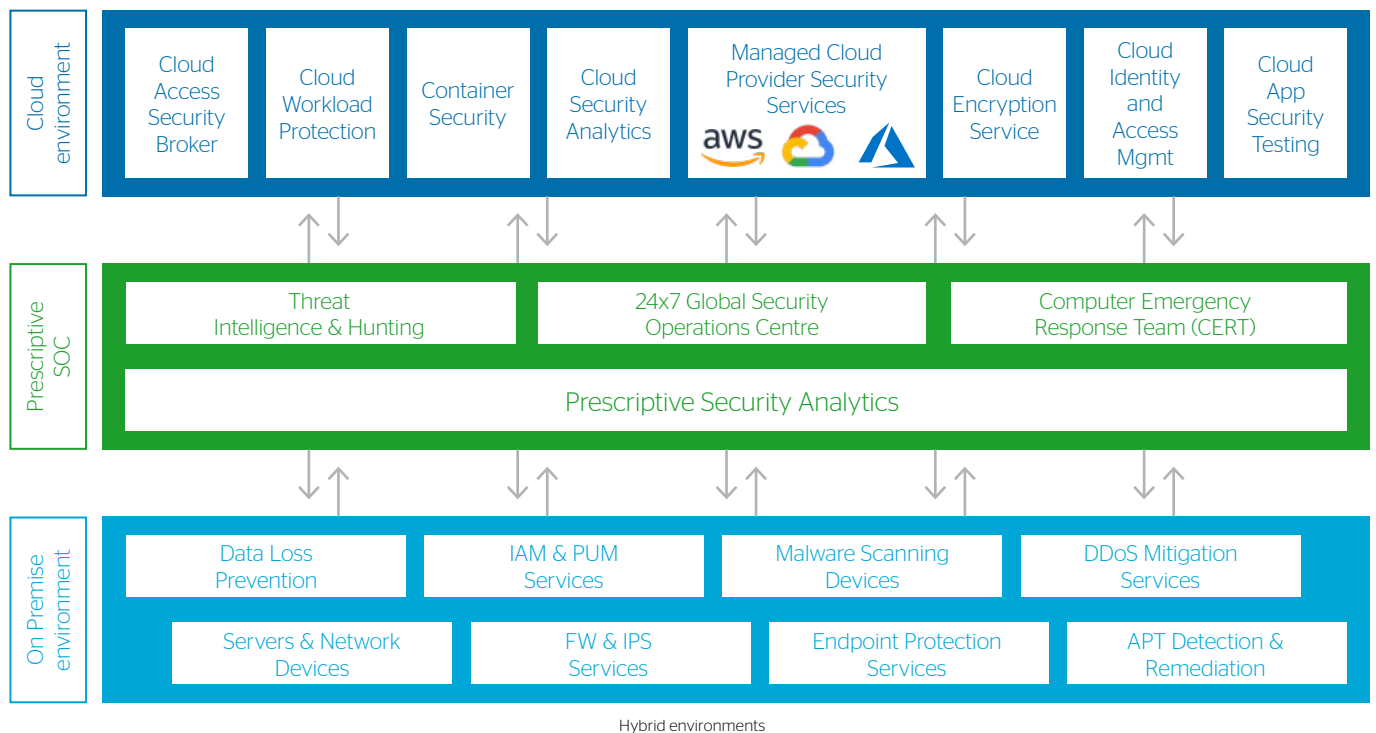 Cloud
environment
Cloud
Access
Security
Broker
Cloud
Workload
Protection
Container
Security
Cloud
Security
Analytics
Managed Cloud
Provider Security
Services
aws
Cloud
Encryption
Service
Cloud
Identity
and
Access
Mgmt
Cloud
App
Security
Testing
Prescriptive
SOC
Threat
Intelligence & Hunting
24x7 Global Security
Operations Centre
Computer Emergency
Response Team (CERT)
Prescriptive Security Analytics
On Premise
environment
Data Loss
Prevention
IAM & PUM
Services
Malware Scanning
Devices
DDoS Mitigation
Services
Servers & Network
Devices
FW & IPS
Services
Endpoint Protection
Services
APT Detection &
Remediation
Hybrid environments